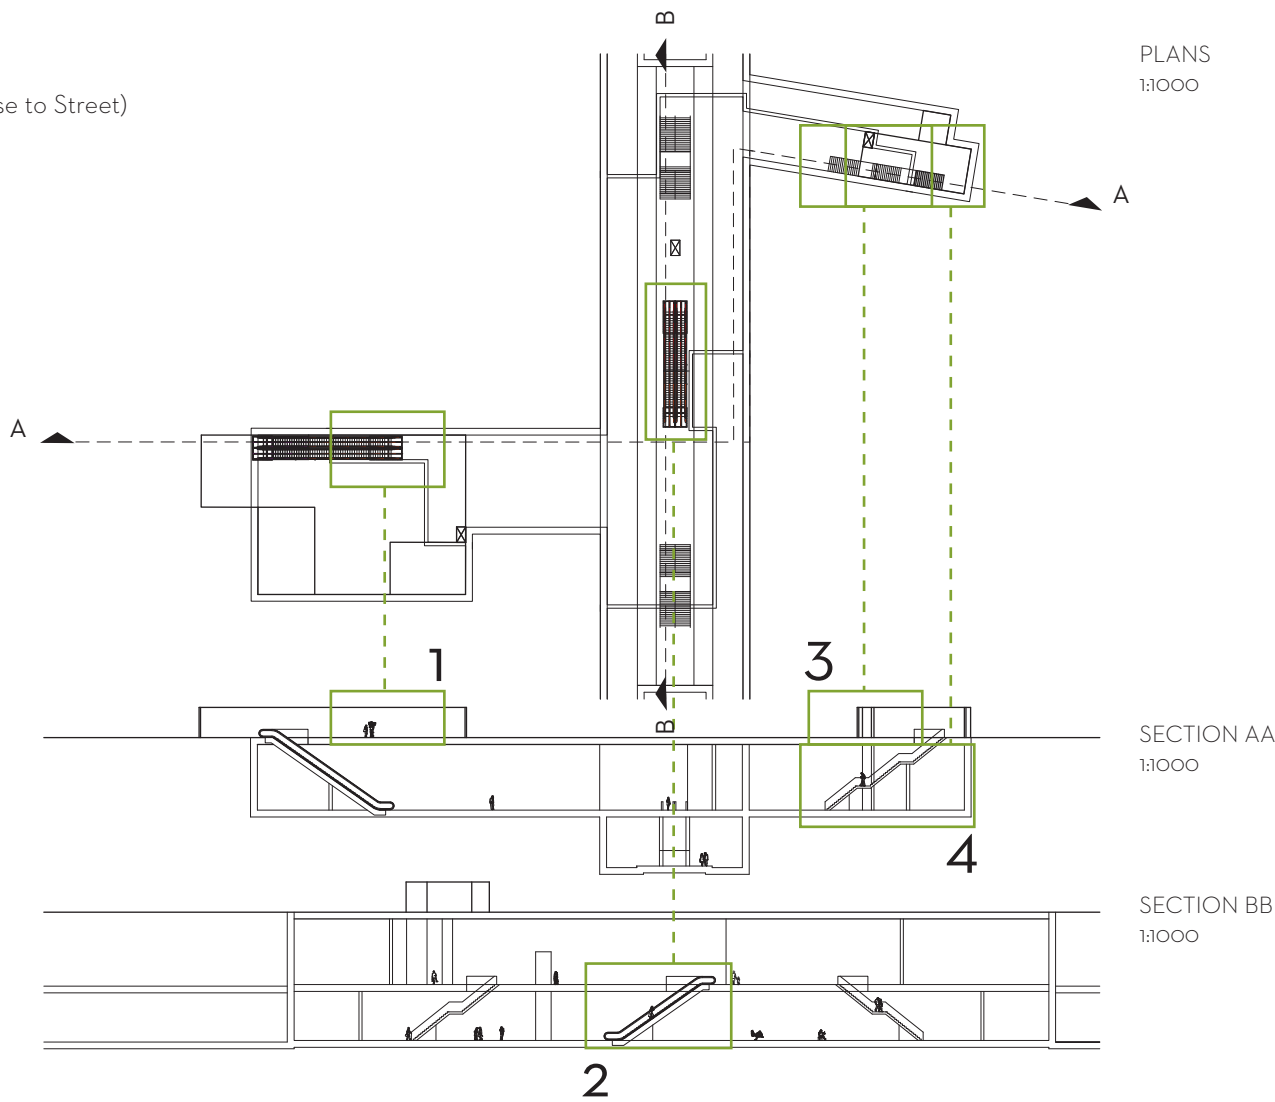 B
PLANS
1:1000
se to Street)
A
A
1
3
B
SECTION AA
1:1000
4
SECTION BB
1:1000
2